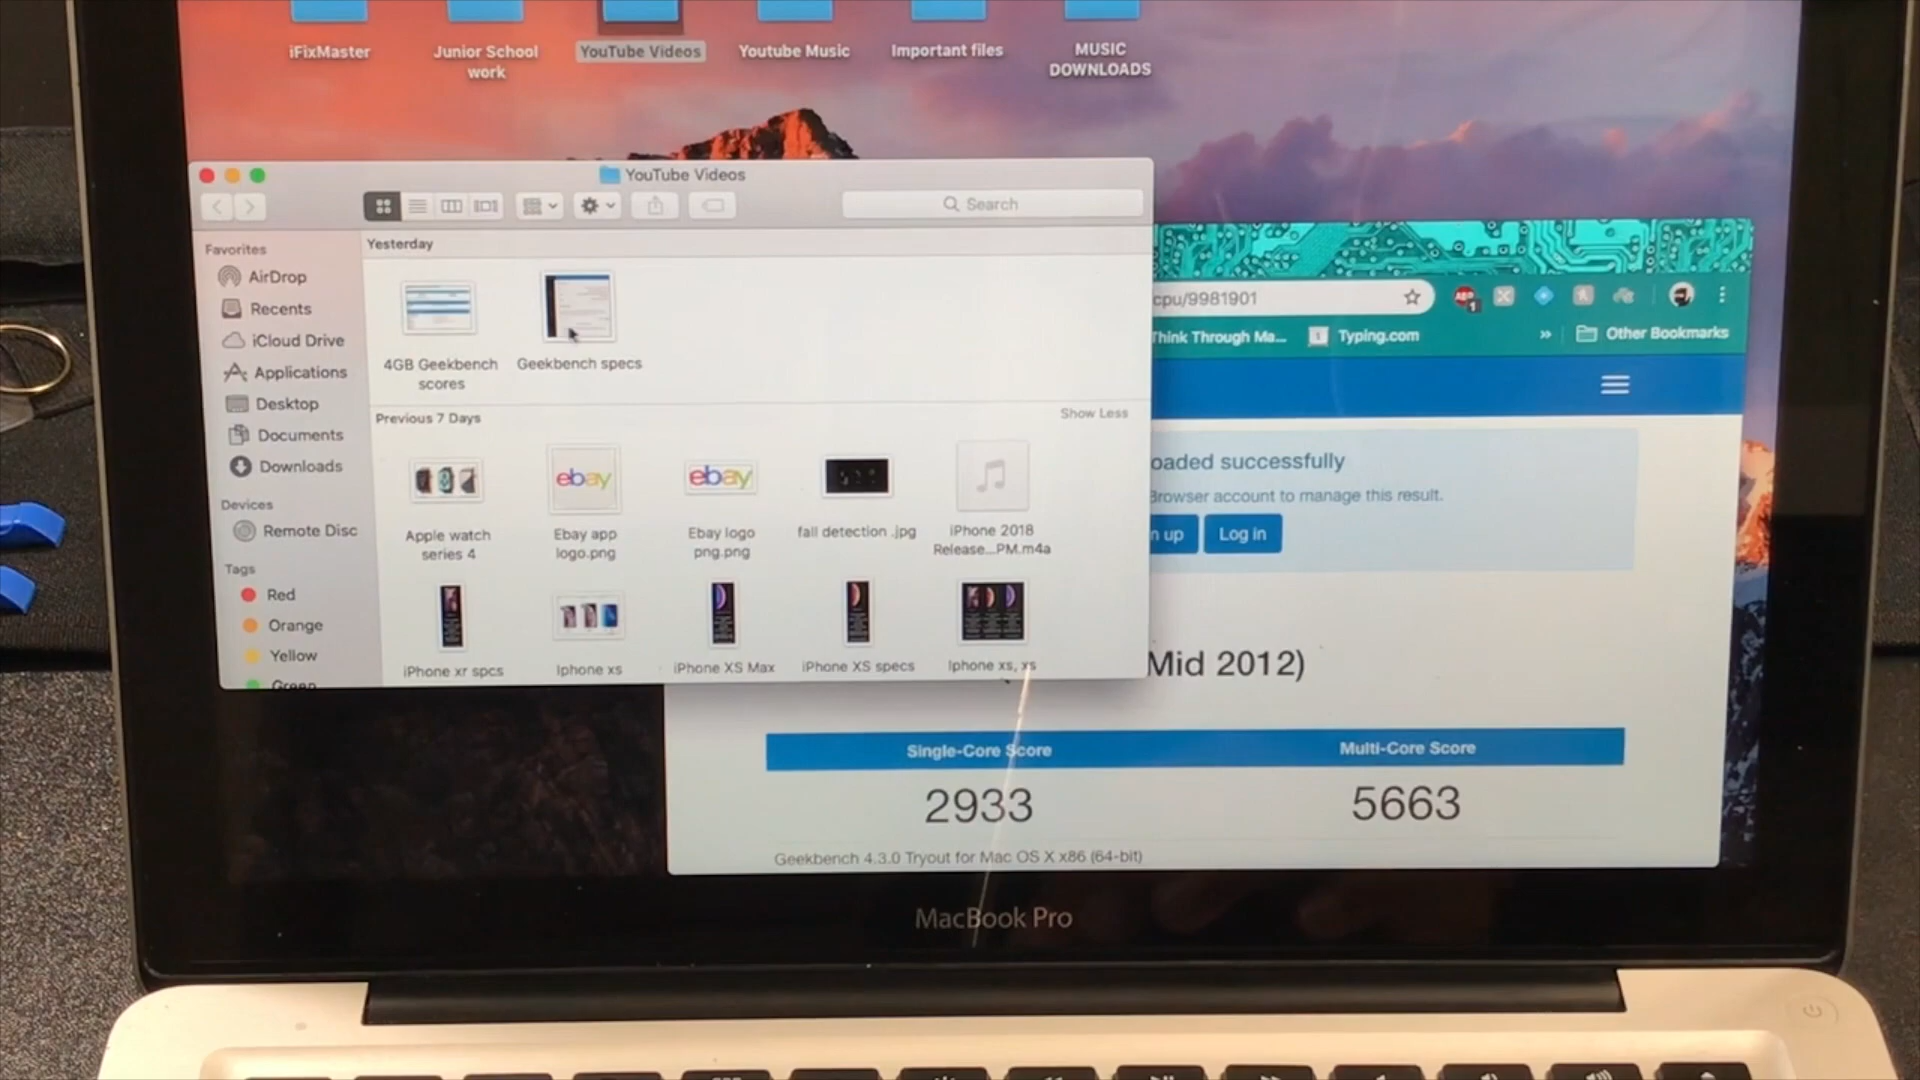 iFixMaster
Junior School
work
YouTube Videos
Youtube Music
Important files
MUSIC
DOWNLOADS
YouTube Videos
Search
Favorites
AirDrop
Recents
iCloud Drive
Applications
Desktop
Documents
Downloads
Devices
Remote Disc
Tags
Red
Orange
Yellow
Green
Yesterday
4GB Geekbench
scores
Geekbench specs
Previous 7 Days
Show Less
Apple watch
series 4
ebay
Ebay app
logo.png
ebay
Ebay logo
png.png
fall detection .jpg
iPhone 2018
Release...PM.m4a
iPhone xr spcs
Iphone xs
iPhone XS Max
iPhone XS specs
Iphone xs, xs
cpu/9981901
ABP
1
Think Through Ma...
Typing.com
»
Other Bookmarks
oaded successfully
Browser account to manage this result.
n up
Log in
Mid 2012)
Single-Core Score
Multi-Core Score
2933
5663
Geekbench 4.3.0 Tryout for Mac OS X x86 (64-bit)
MacBook Pro